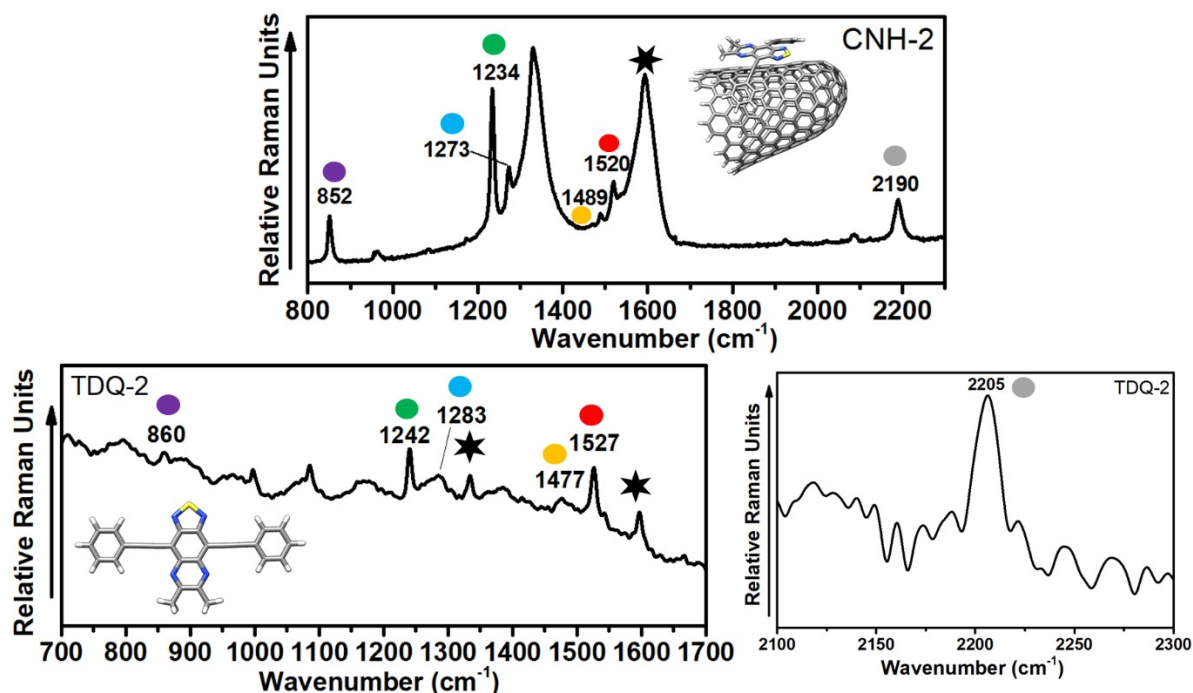 Relative Raman Units
CNH-2
1234
1273
852
1489
1520
2190
800 1000 1200 1400 1600 1800 2000 2200
Wavenumber (cm⁻¹)
Relative Raman Units
TDQ-2
860
1242
1283
1477
1527
700 800 900 1000 1100 1200 1300 1400 1500 1600 1700
Wavenumber (cm⁻¹)
Relative Raman Units
2205
TDQ-2
2100 2150 2200 2250 2300
Wavenumber (cm⁻¹)